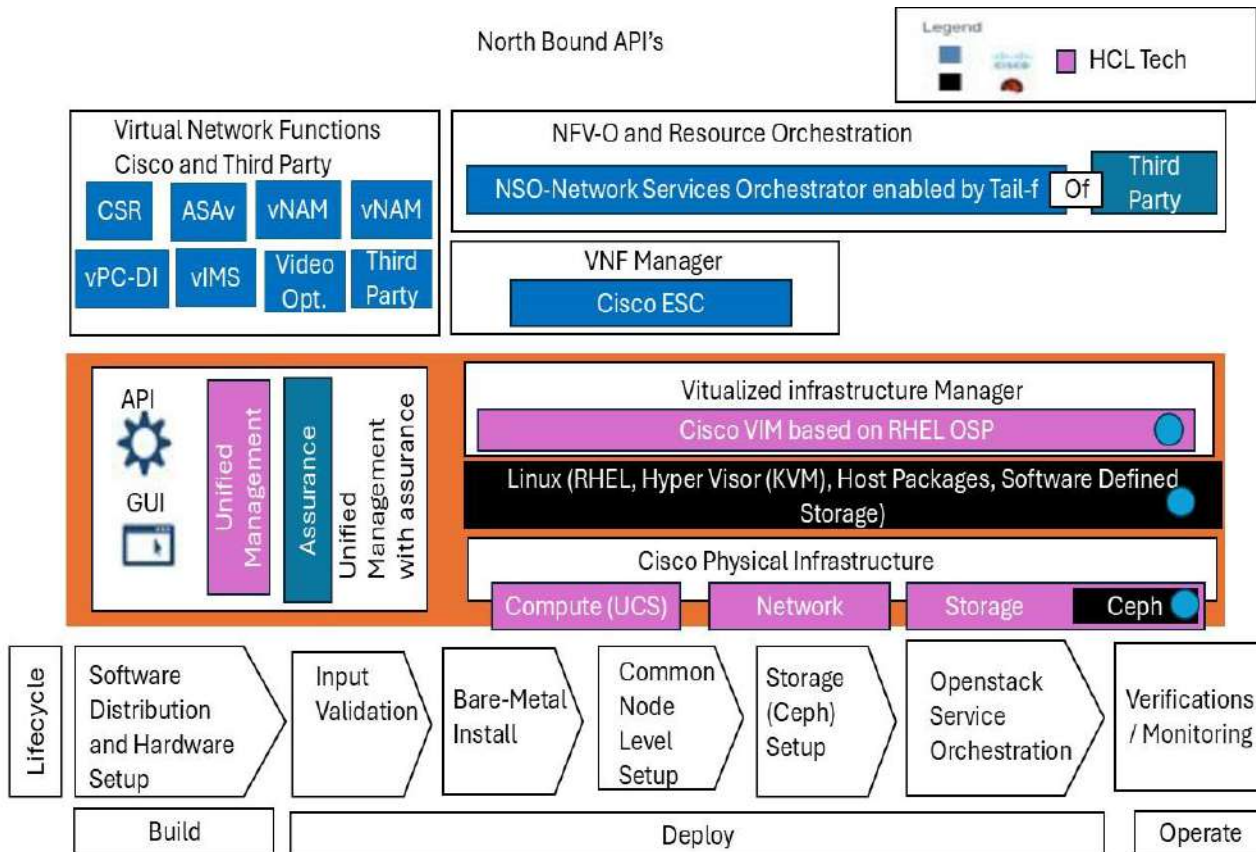 North Bound API's
Legend
CISCO
HCL Tech
Virtual Network Functions
Cisco and Third Party
CSR
ASAv
vNAM
vNAM
vPC-DI
vIMS
Video
Opt.
Third
Party
NFV-O and Resource Orchestration
NSO-Network Services Orchestrator enabled by Tail-f
Of
Third
Party
VNF Manager
Cisco ESC
API
GUI
Unified
Management
Assurance
Unified
Management
with assurance
Vitualized infrastructure Manager
Cisco VIM based on RHEL OSP
Linux (RHEL, Hyper Visor (KVM), Host Packages, Software Defined
Storage)
Cisco Physical Infrastructure
Compute (UCS)
Network
Storage
Ceph
Lifecycle
Software
Distribution
and Hardware
Setup
Input
Validation
Bare-Metal
Install
Common
Node
Level
Setup
Storage
(Ceph)
Setup
Openstack
Service
Orchestration
Verifications
/ Monitoring
Build
Deploy
Operate